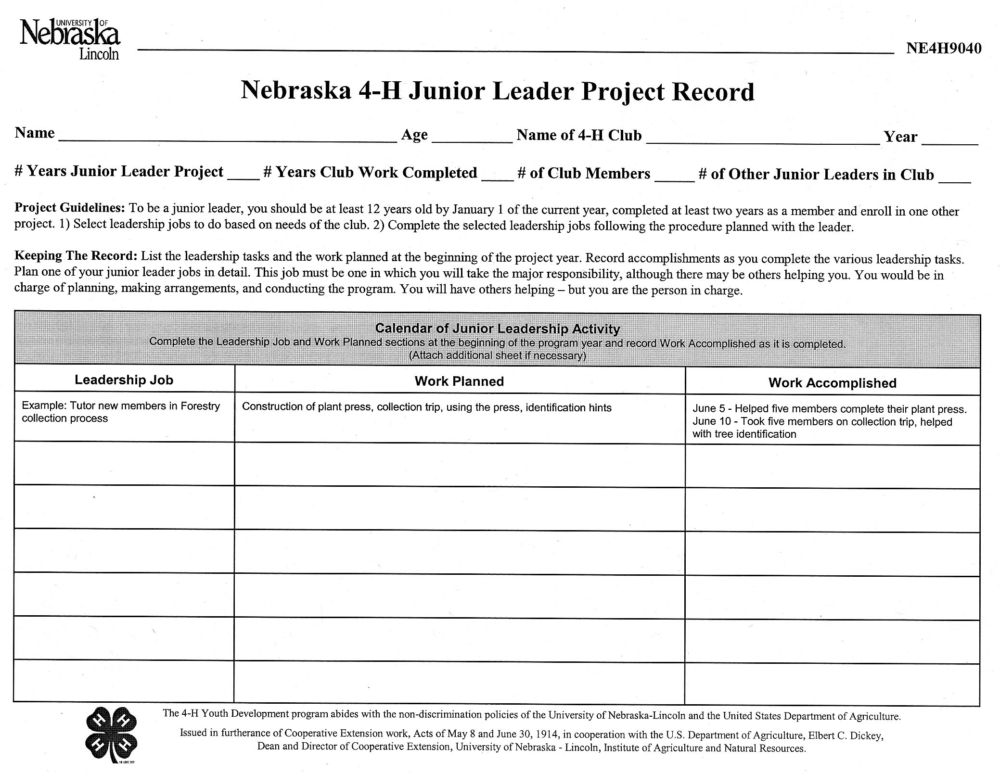 UNIVERSITY OF
Nebraska
Lincoln
NE4H9040
Nebraska 4-H Junior Leader Project Record
Name ____ Age ____ Name of 4-H Club ____ Year ____
# Years Junior Leader Project ____ # Years Club Work Completed ____ # of Club Members ____ # of Other Junior Leaders in Club ____
Project Guidelines: To be a junior leader, you should be at least 12 years old by January 1 of the current year, completed at least two years as a member and enroll in one other
project. 1) Select leadership jobs to do based on needs of the club. 2) Complete the selected leadership jobs following the procedure planned with the leader.
Keeping The Record: List the leadership tasks and the work planned at the beginning of the project year. Record accomplishments as you complete the various leadership tasks.
Plan one of your junior leader jobs in detail. This job must be one in which you will take the major responsibility, although there may be others helping you. You would be in
charge of planning, making arrangements, and conducting the program. You will have others helping – but you are the person in charge.
Calendar of Junior Leadership Activity
Complete the Leadership Job and Work Planned sections at the beginning of the program year and record Work Accomplished as it is completed.
(Attach additional sheet if necessary)
Leadership Job
Work Planned
Work Accomplished
Example: Tutor new members in Forestry
collection process
Construction of plant press, collection trip, using the press, identification hints
June 5 - Helped five members complete their plant press.
June 10 - Took five members on collection trip, helped
with tree identification
H H
H H
18 USC 707
The 4-H Youth Development program abides with the non-discrimination policies of the University of Nebraska-Lincoln and the United States Department of Agriculture.
Issued in furtherance of Cooperative Extension work, Acts of May 8 and June 30, 1914, in cooperation with the U.S. Department of Agriculture, Elbert C. Dickey,
Dean and Director of Cooperative Extension, University of Nebraska - Lincoln, Institute of Agriculture and Natural Resources.